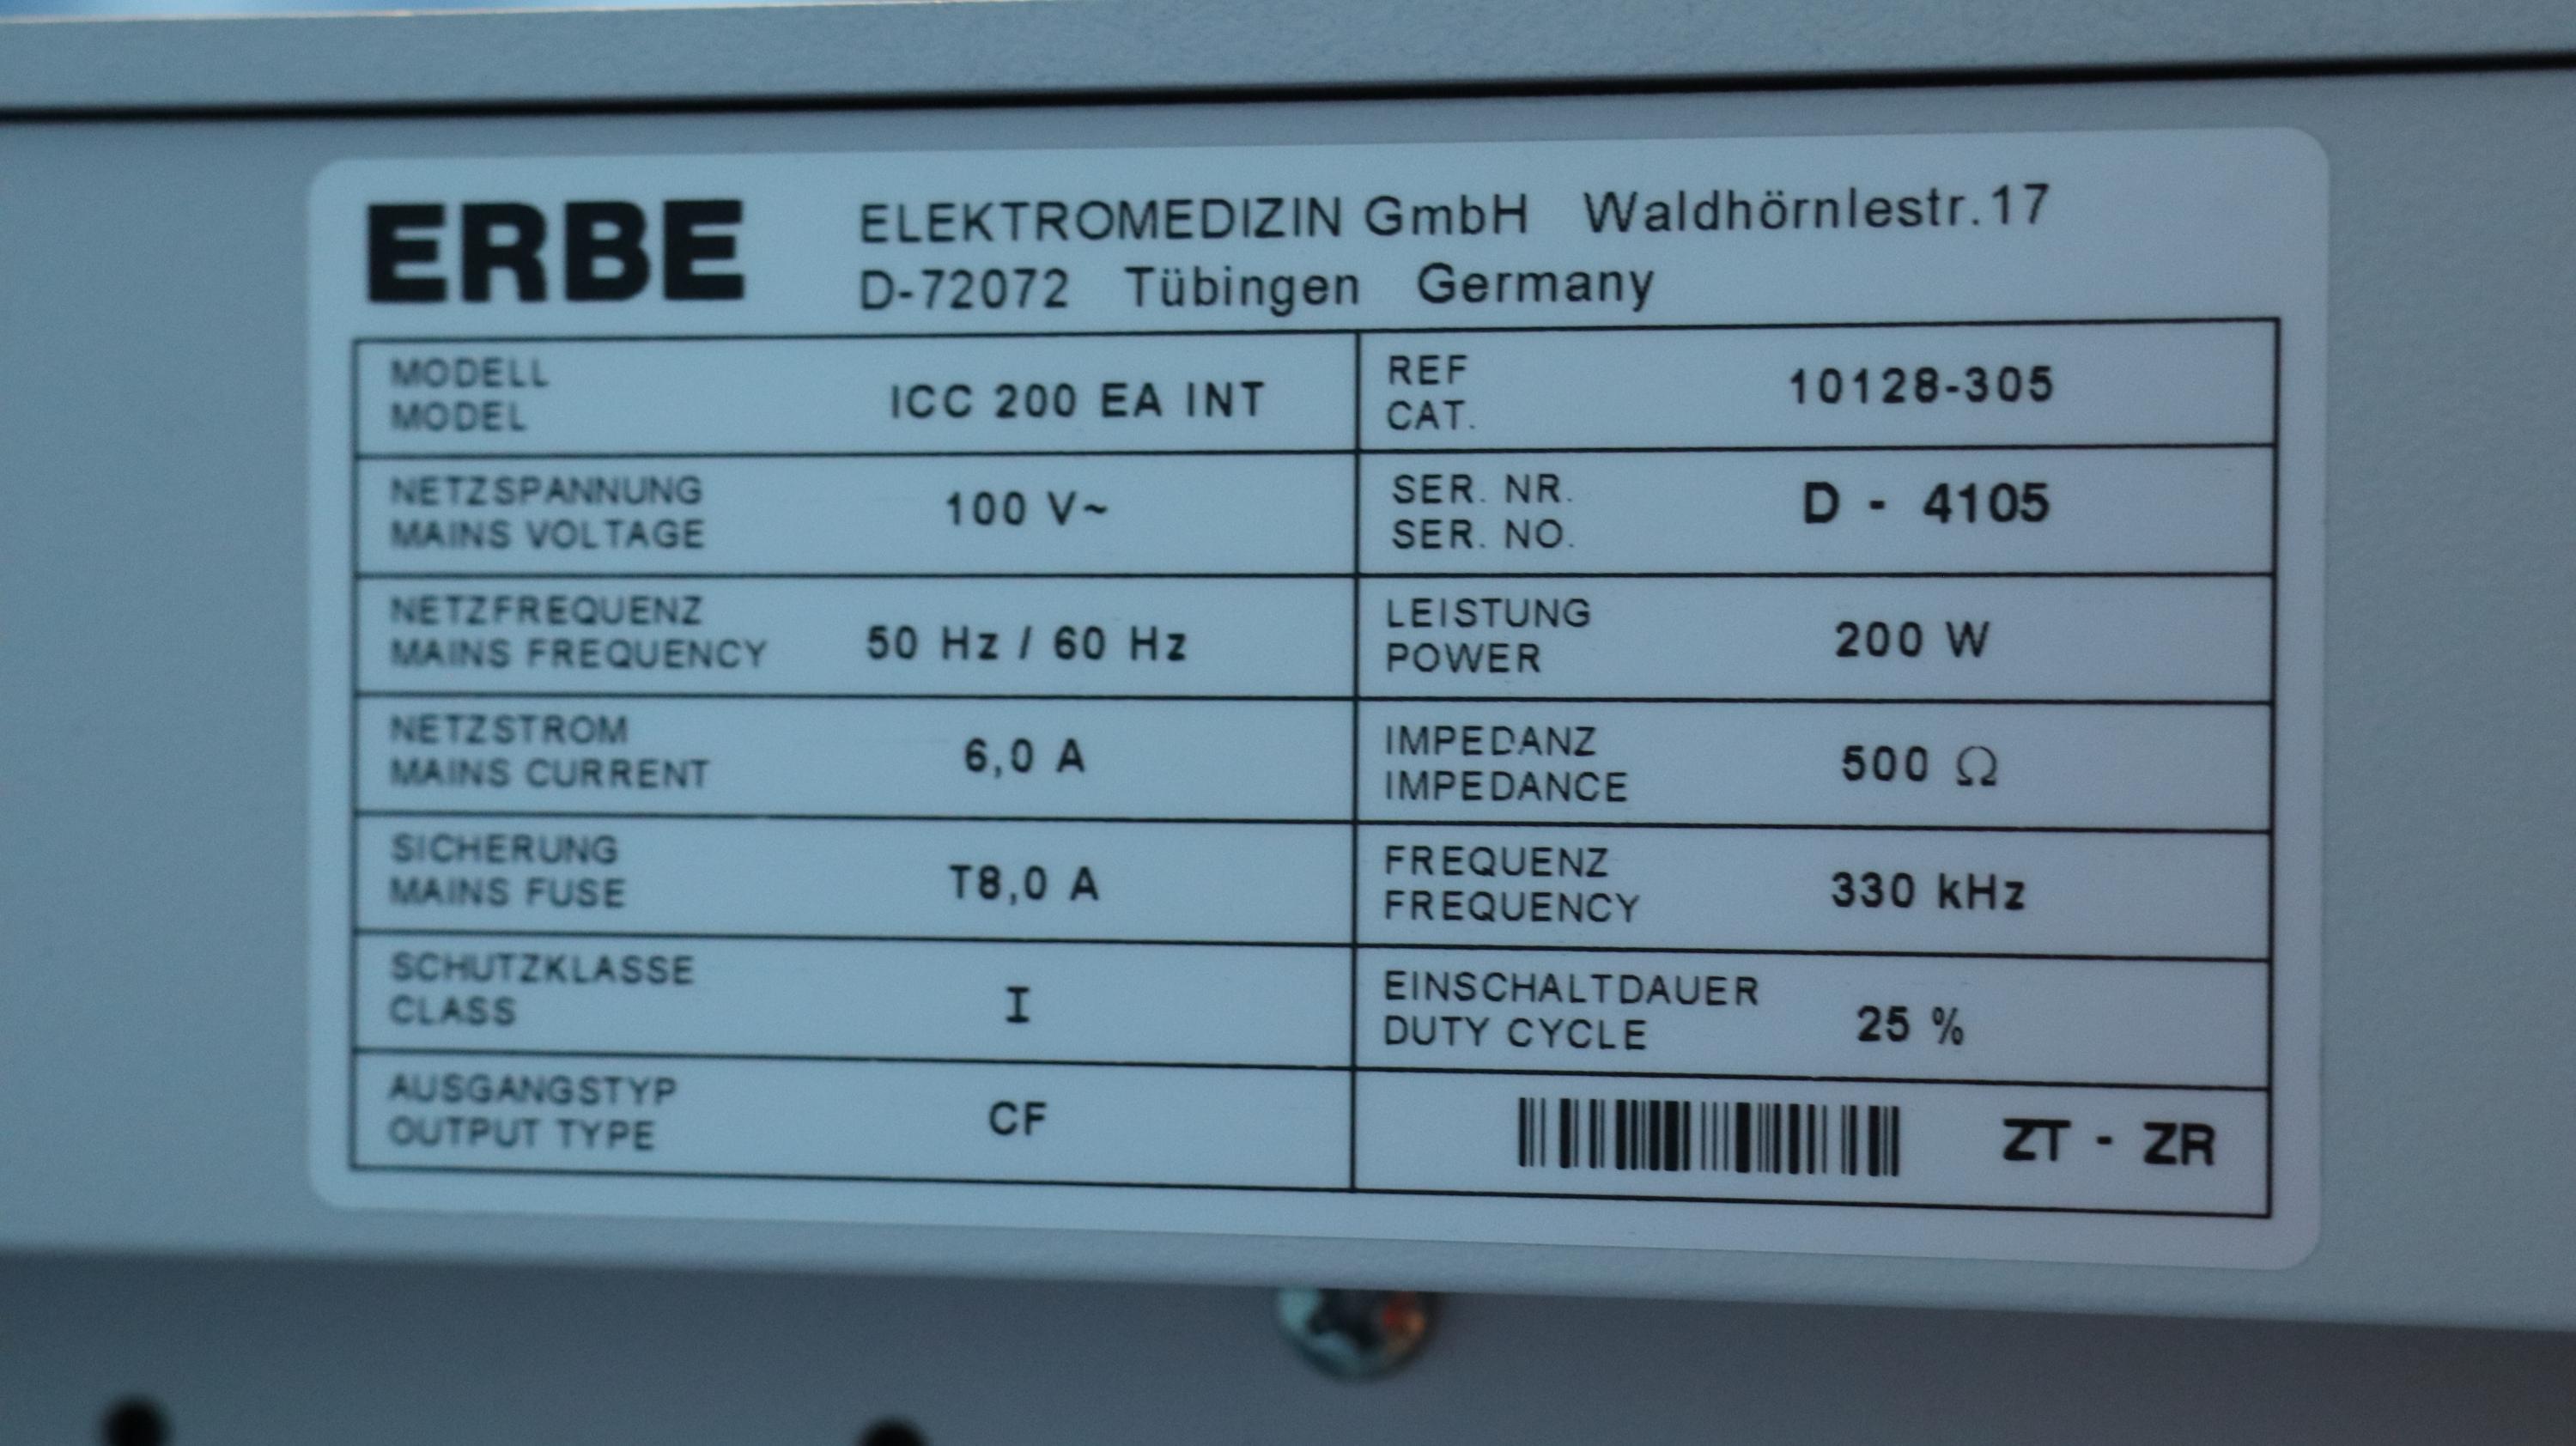 ERBE ELEKTROMEDIZIN GmbH Waldhörnlestr.17
D-72072 Tübingen Germany
MODELL
MODEL
ICC 200 EA INT
REF
CAT.
10128-305
NETZSPANNUNG
MAINS VOLTAGE
100 V~
SER. NR.
SER. NO.
D - 4105
NETZFREQUENZ
MAINS FREQUENCY
50 Hz / 60 Hz
LEISTUNG
POWER
200 W
NETZSTROM
MAINS CURRENT
6,0 A
IMPEDANZ
IMPEDANCE
500 Ω
SICHERUNG
MAINS FUSE
T8,0 A
FREQUENZ
FREQUENCY
330 kHz
SCHUTZKLASSE
CLASS
I
EINSCHALTDAUER
DUTY CYCLE
25 %
AUSGANGSTYP
OUTPUT TYPE
CF
ZT - ZR